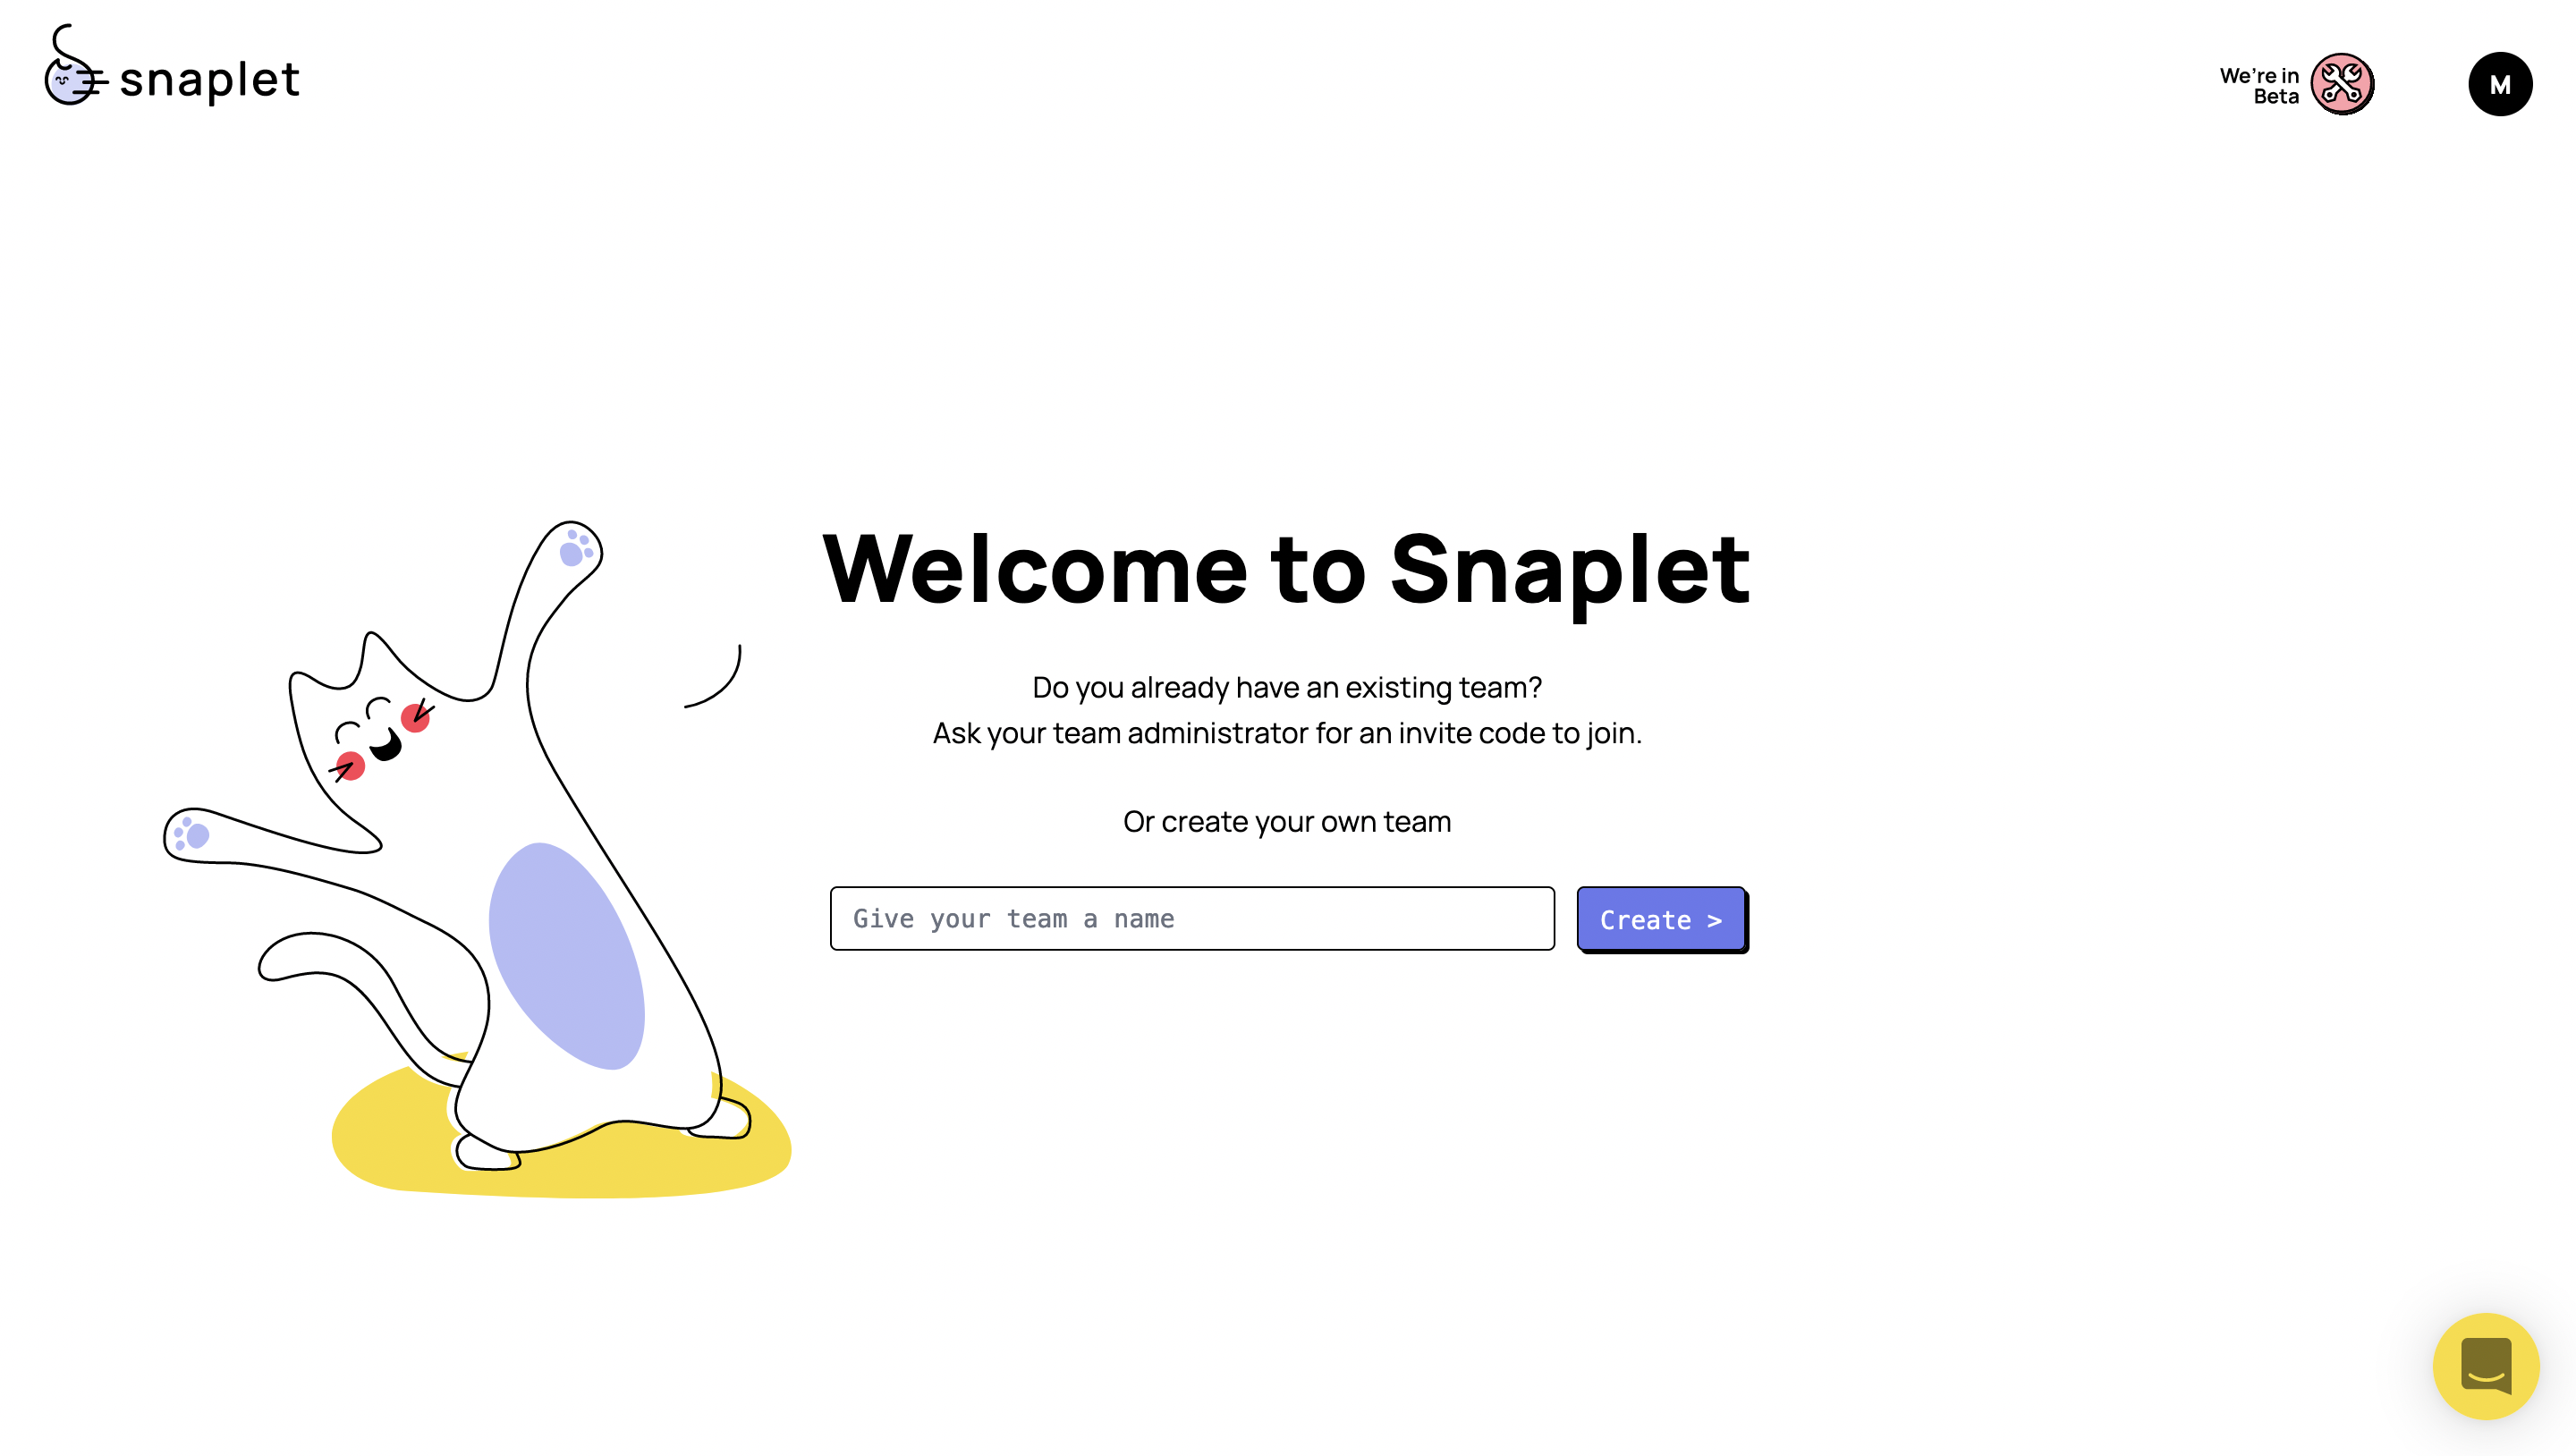 snaplet
We're in
Beta
M
Welcome to Snaplet
Do you already have an existing team?
Ask your team administrator for an invite code to join.
Or create your own team
Give your team a name
Create >